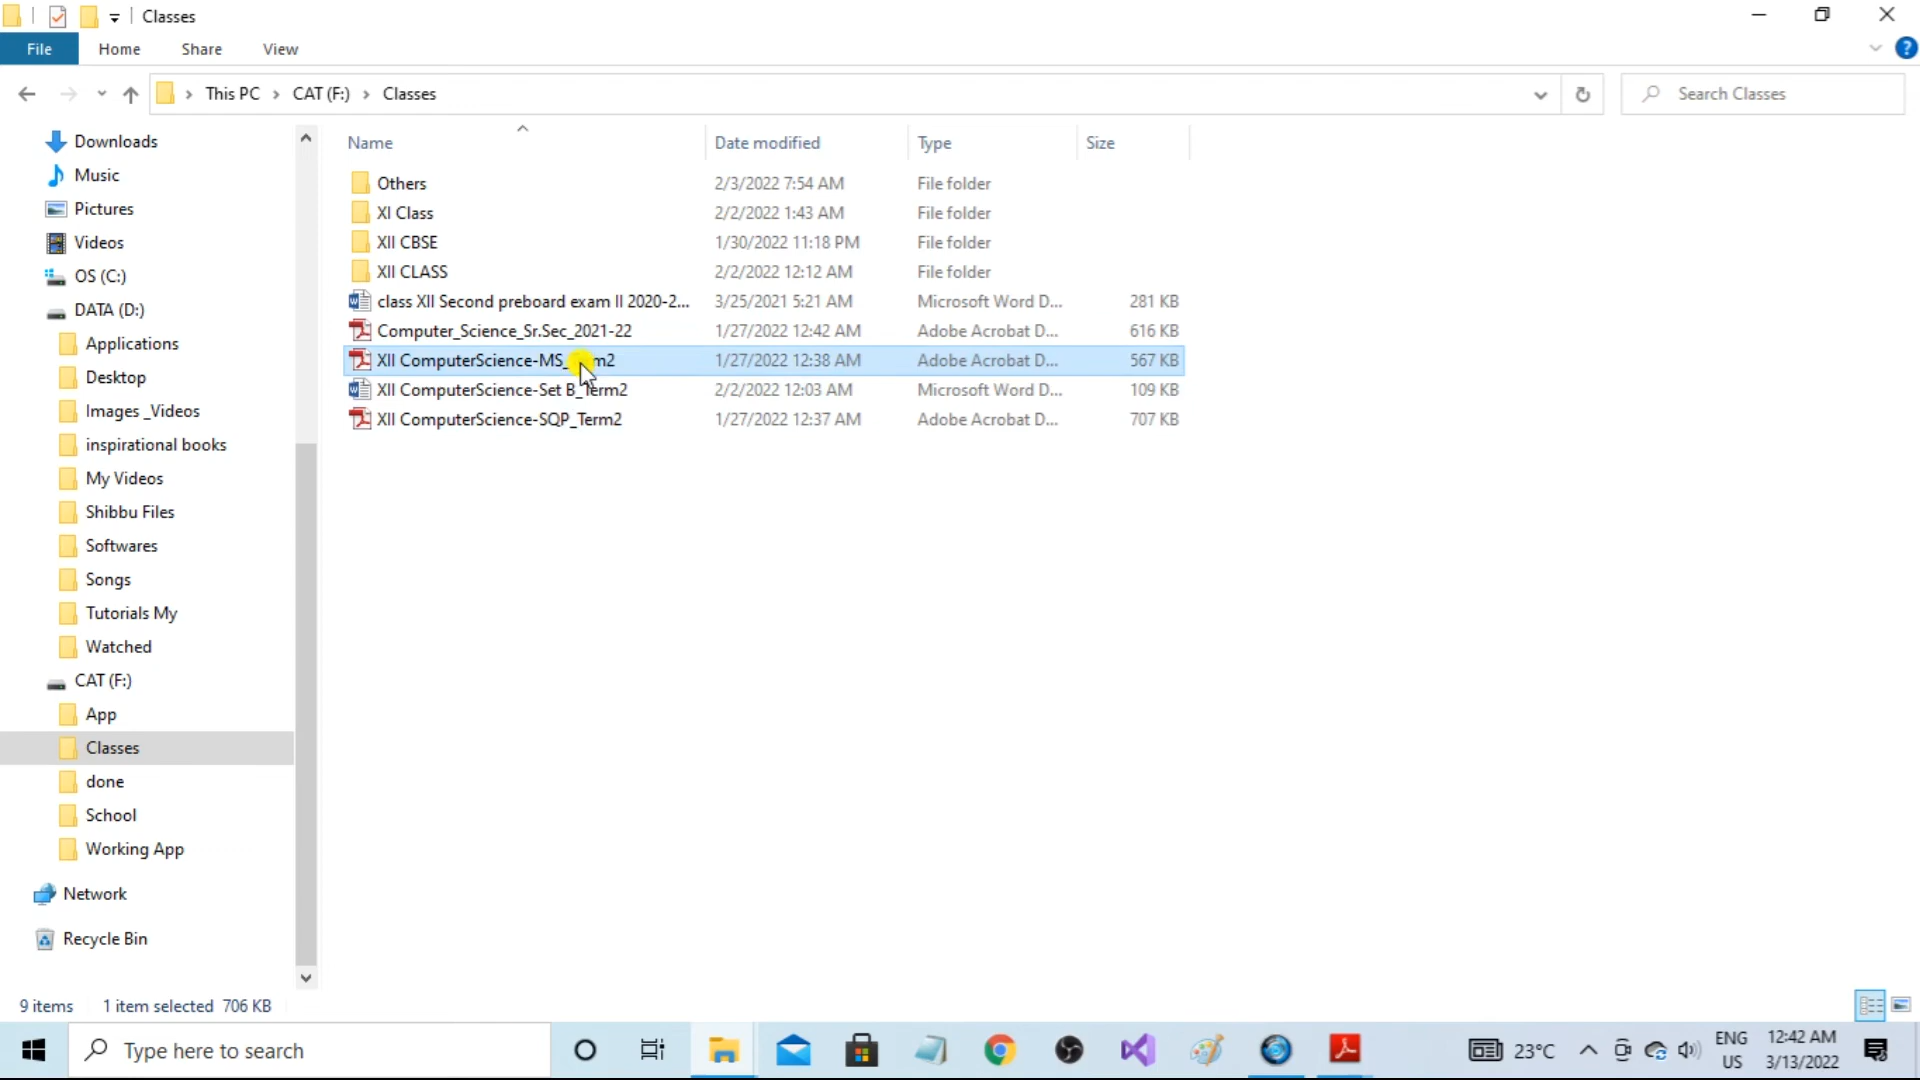 Classes
File Home Share View
This PC > CAT (F:) > Classes
Search Classes
Name Date modified Type Size
Others 2/3/2022 7:54 AM File folder
XI Class 2/2/2022 1:43 AM File folder
XII CBSE 1/30/2022 11:18 PM File folder
XII CLASS 2/2/2022 12:12 AM File folder
class XII Second preboard exam II 2020-2... 3/25/2021 5:21 AM Microsoft Word D... 281 KB
Computer_Science_Sr.Sec_2021-22 1/27/2022 12:42 AM Adobe Acrobat D... 616 KB
XII ComputerScience-MS_Term2 1/27/2022 12:38 AM Adobe Acrobat D... 567 KB
XII ComputerScience-Set B_Term2 2/2/2022 12:03 AM Microsoft Word D... 109 KB
XII ComputerScience-SQP_Term2 1/27/2022 12:37 AM Adobe Acrobat D... 707 KB
Downloads
Music
Pictures
Videos
OS (C:)
DATA (D:)
Applications
Desktop
Images _Videos
inspirational books
My Videos
Shibbu Files
Softwares
Songs
Tutorials My
Watched
CAT (F:)
App
Classes
done
School
Working App
Network
Recycle Bin
9 items 1 item selected 706 KB
Type here to search
23°C
ENG
US
12:42 AM
3/13/2022